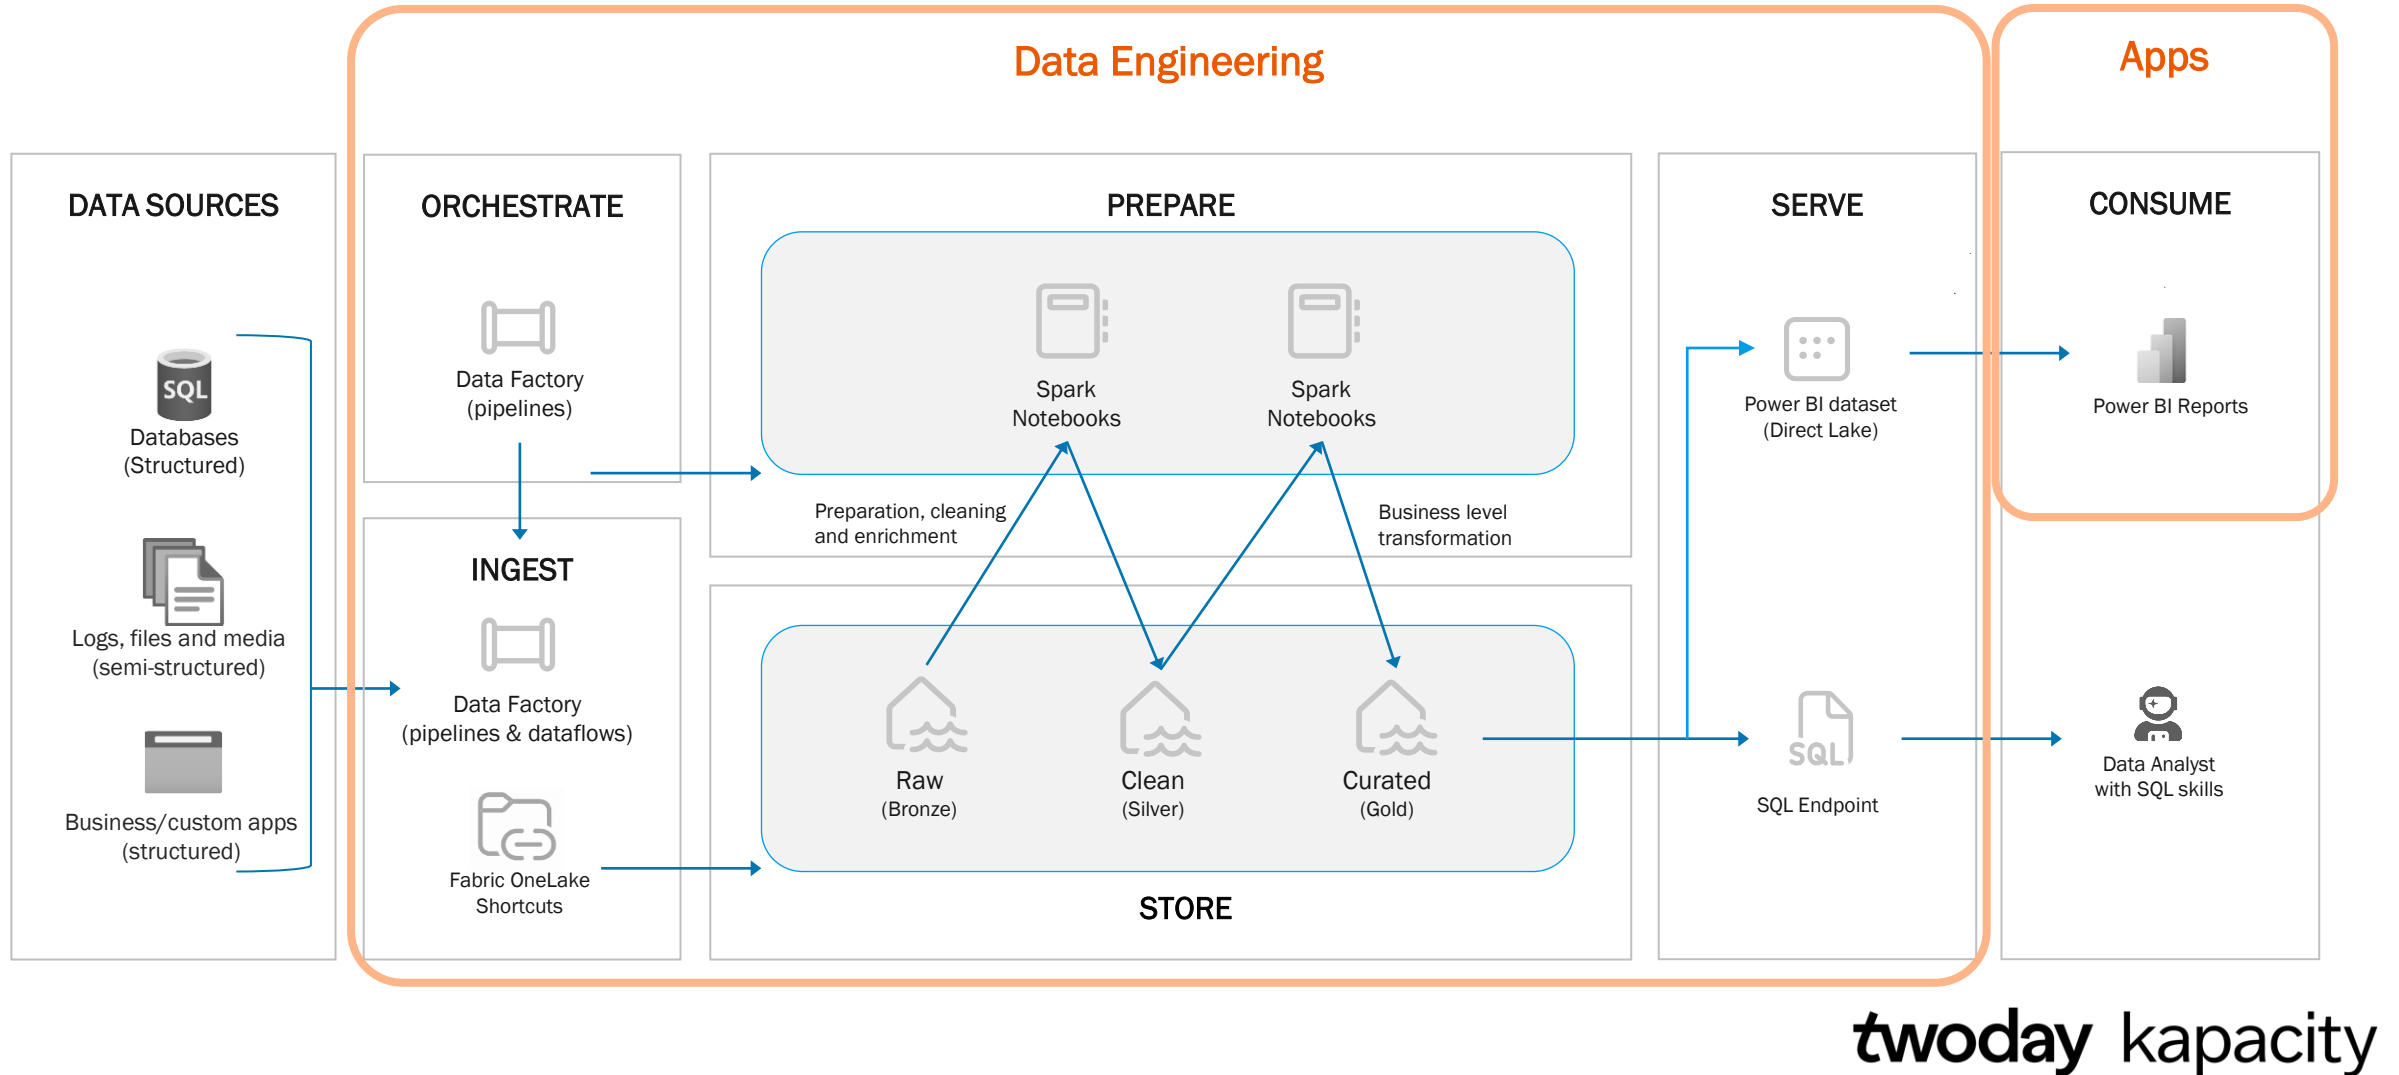 Data Engineering
Apps
DATA SOURCES
SQL
Databases
(Structured)
Logs, files and media
(semi-structured)
Business/custom apps
(structured)
ORCHESTRATE
Data Factory
(pipelines)
INGEST
Data Factory
(pipelines & dataflows)
Fabric OneLake
Shortcuts
PREPARE
Spark
Notebooks
Spark
Notebooks
Preparation, cleaning
and enrichment
Business level
transformation
Raw
(Bronze)
Clean
(Silver)
Curated
(Gold)
STORE
SERVE
Power BI dataset
(Direct Lake)
SQL
SQL Endpoint
CONSUME
Power BI Reports
Data Analyst
with SQL skills
twoday kapacity